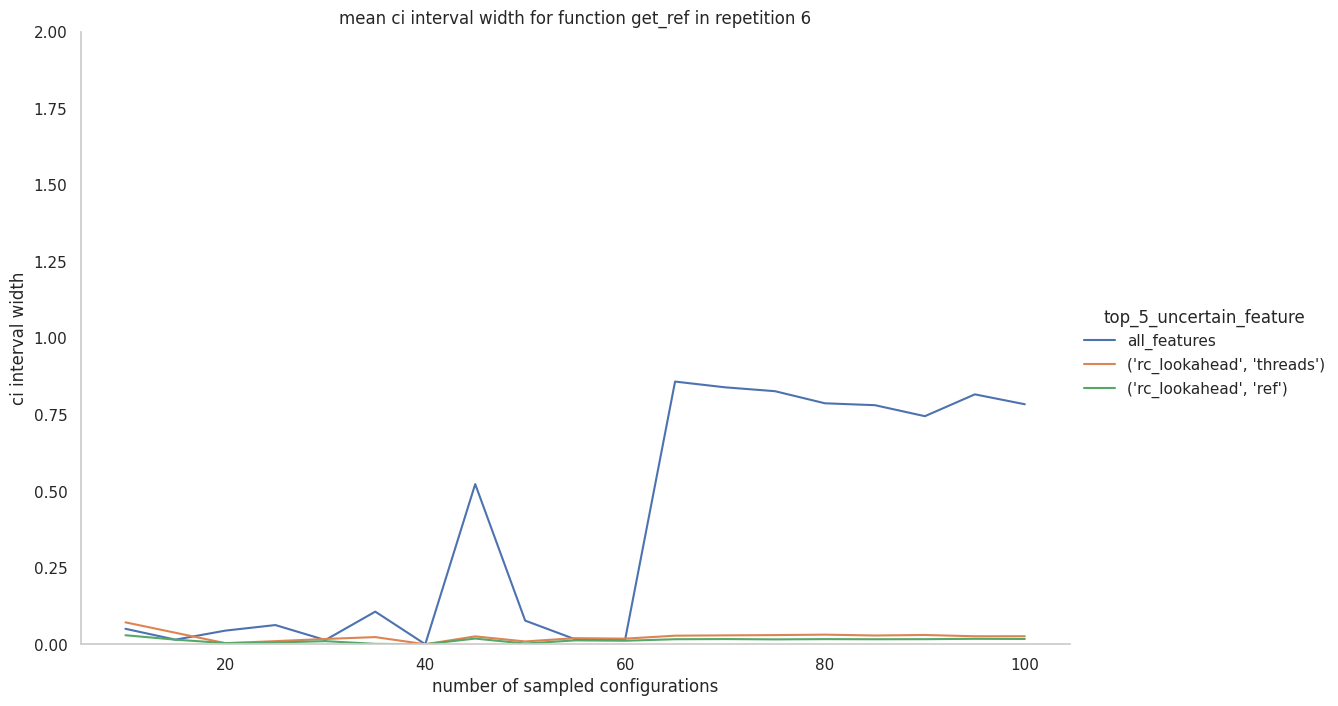 mean ci interval width for function get_ref in repetition 6
2.00
1.75
1.50
1.25
1.00
0.75
0.50
0.25
0.00
ci interval width
20
40
60
80
100
number of sampled configurations
top_5_uncertain_feature
all_features
('rc_lookahead', 'threads')
('rc_lookahead', 'ref')